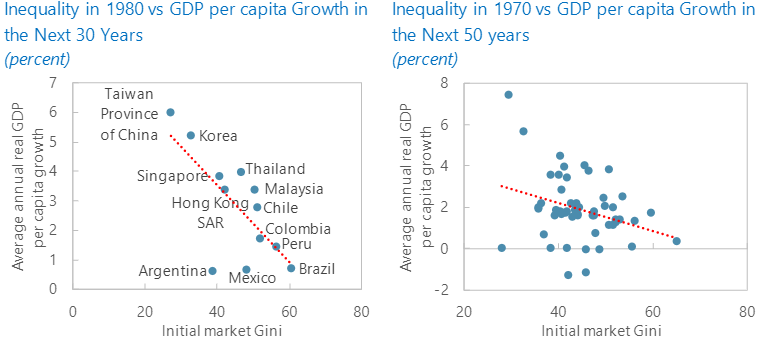 Inequality in 1980 vs GDP per capita Growth in
the Next 30 Years
(percent)
Average annual real GDP
per capita growth
7
6
5
4
3
2
1
0
Taiwan
Province
of China
Korea
Singapore
Thailand
Malaysia
Hong Kong
SAR
Chile
Colombia
Peru
Argentina
Mexico
Brazil
0 20 40 60 80
Initial market Gini
Inequality in 1970 vs GDP per capita Growth in
the Next 50 years
(percent)
Average annual real GDP
per capita growth
8
6
4
2
0
-2
20 40 60 80
Initial market Gini